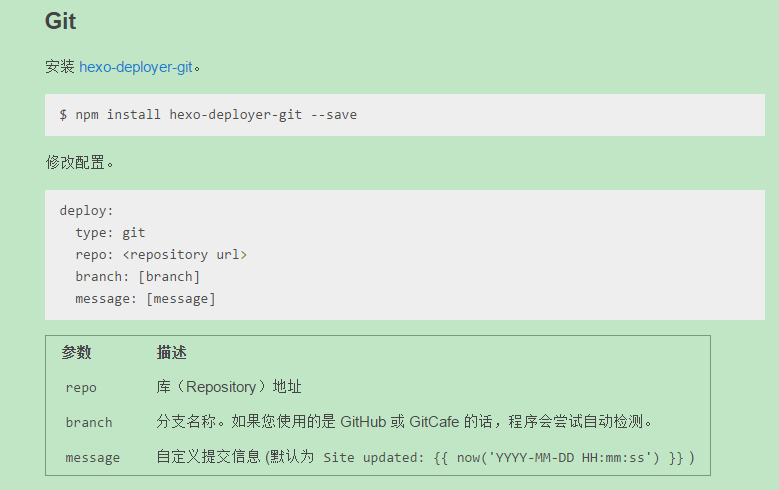 Git
安装 hexo-deployer-git。
$ npm install hexo-deployer-git --save
修改配置。
deploy:
  type: git
  repo: <repository url>
  branch: [branch]
  message: [message]
参数 描述
repo 库（Repository）地址
branch 分支名称。如果您使用的是 GitHub 或 GitCafe 的话，程序会尝试自动检测。
message 自定义提交信息 (默认为 Site updated: {{ now('YYYY-MM-DD HH:mm:ss') }} )